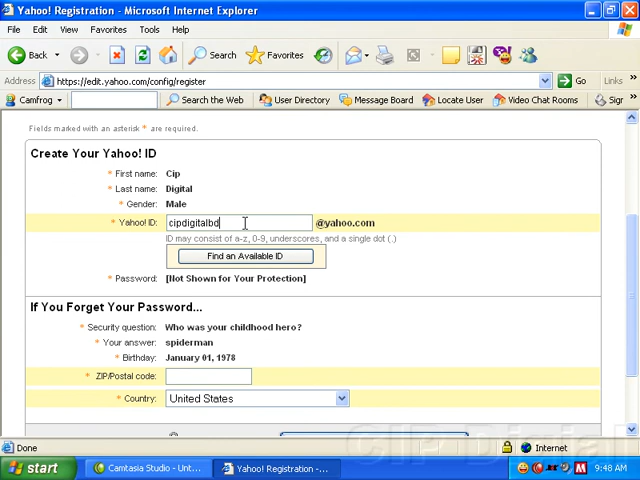 Yahoo! Registration - Microsoft Internet Explorer
File Edit View Favorites Tools Help
Back Search Favorites
Address https://edit.yahoo.com/config/register Go Links »
Camfrog Search the Web User Directory Message Board Locate User Video Chat Rooms Sigr »
Fields marked with an asterisk * are required.
Create Your Yahoo! ID
* First name: Cip
* Last name: Digital
* Gender: Male
* Yahoo! ID: cipdigitalbd @yahoo.com
ID may consist of a-z, 0-9, underscores, and a single dot (.)
Find an Available ID
* Password: [Not Shown for Your Protection]
If You Forget Your Password...
* Security question: Who was your childhood hero?
* Your answer: spiderman
* Birthday: January 01, 1978
* ZIP/Postal code:
* Country: United States
Done Internet
start Camtasia Studio - Unt... Yahoo! Registration -... 9:48 AM